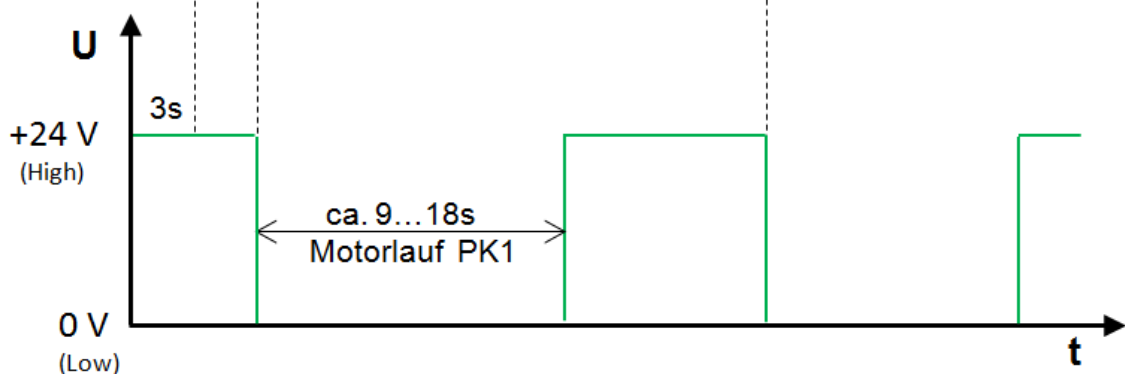 U
3s
+24 V
(High)
ca. 9...18s
Motorlauf PK1
0 V
(Low)
t